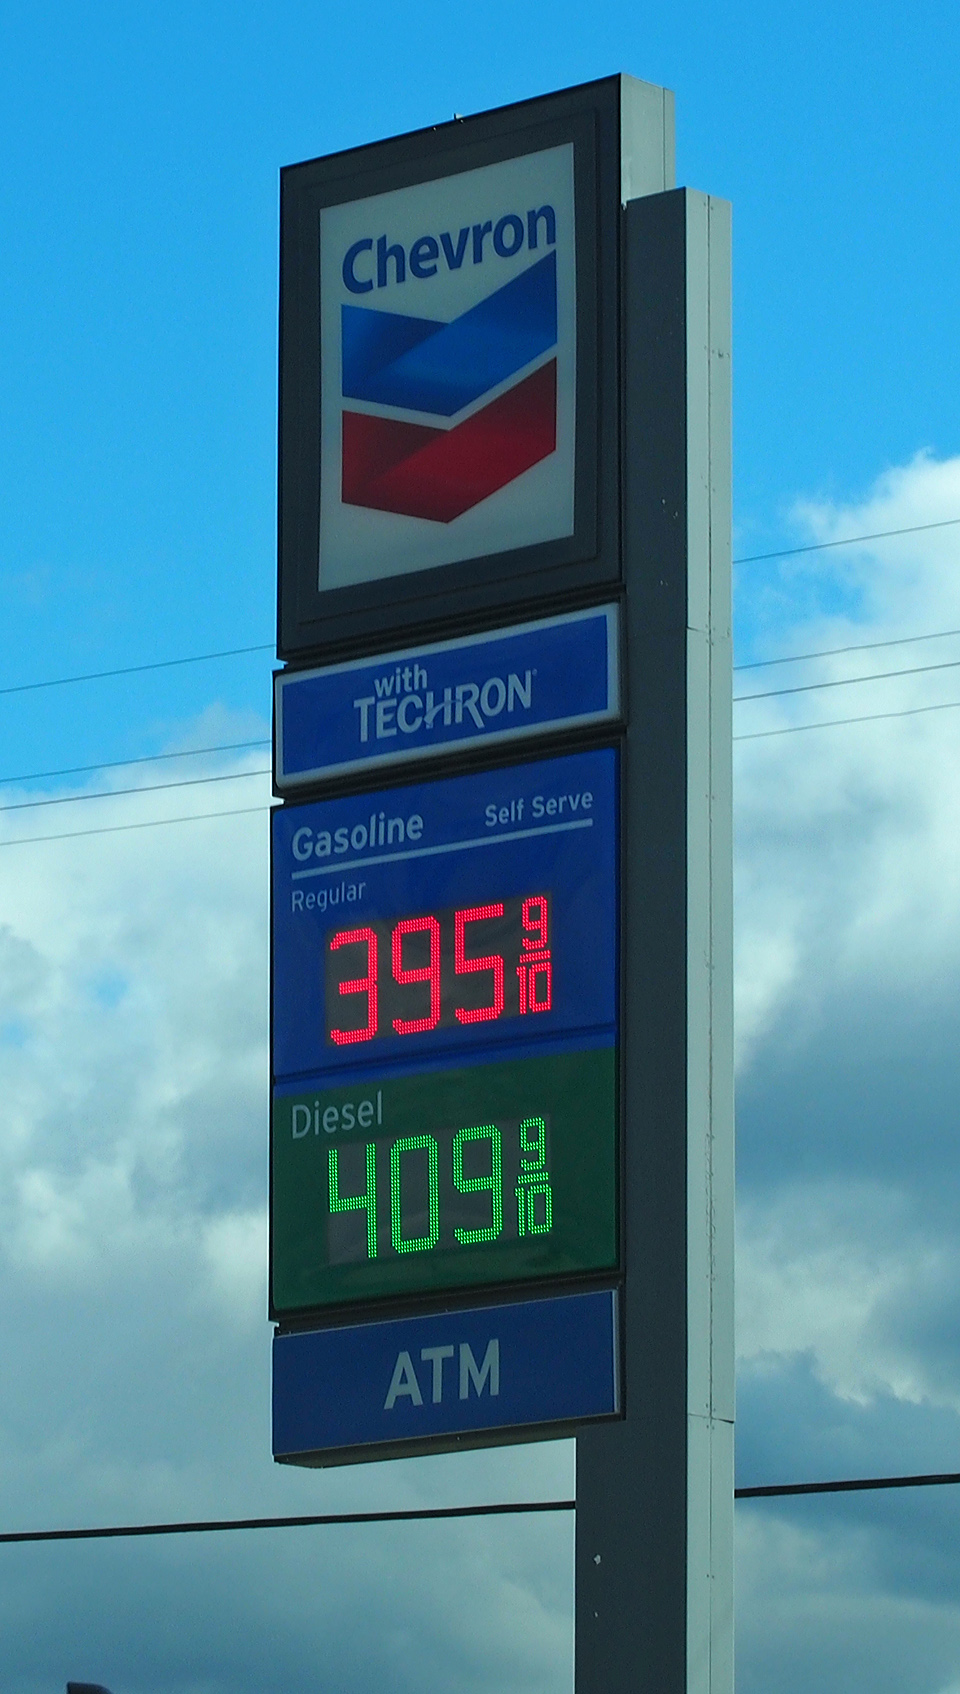 Chevron
with
TECHRON
Gasoline Self Serve
Regular
395 9/10
Diesel
409 9/10
ATM